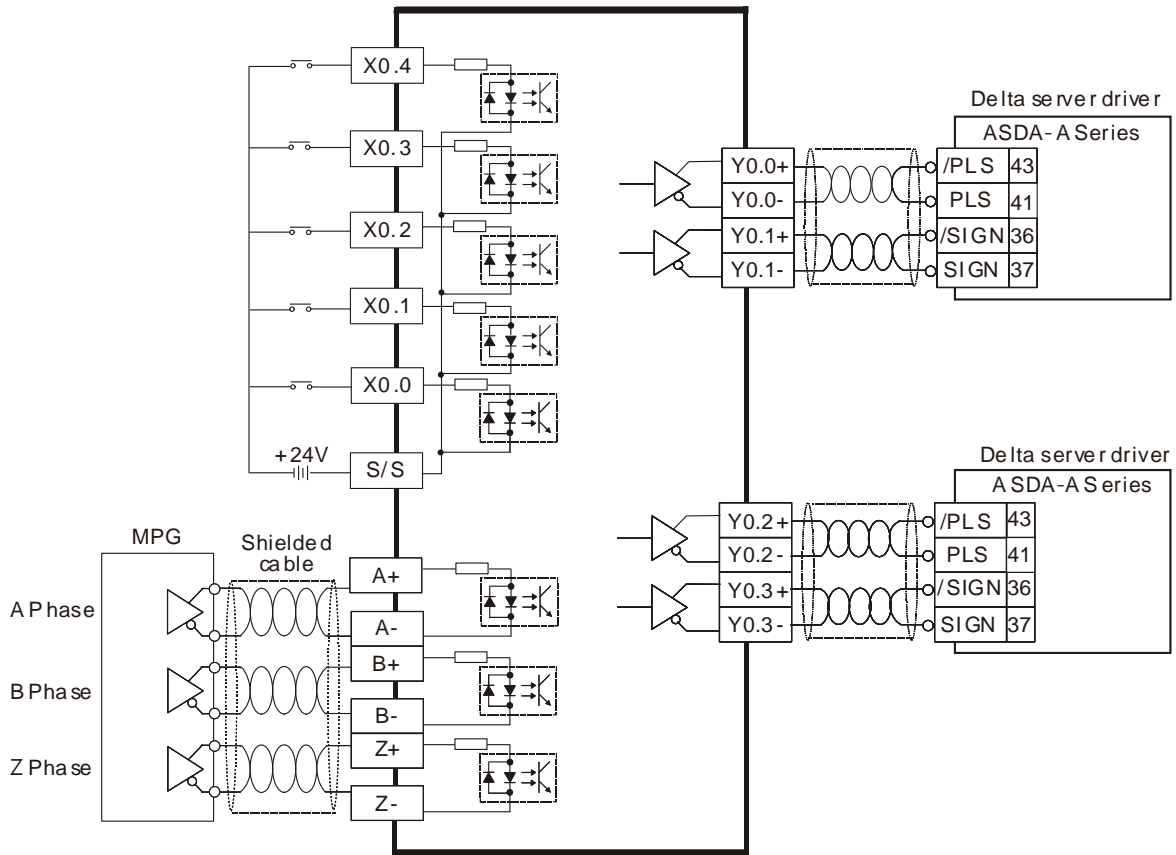 X0.4
X0.3
X0.2
X0.1
X0.0
+24V
S/S
MPG
Shielded
cable
A Phase
B Phase
Z Phase
A+
A-
B+
B-
Z+
Z-
Delta server driver
ASDA-A Series
Y0.0+
Y0.0-
Y0.1+
Y0.1-
/PLS 43
PLS 41
/SIGN 36
SIGN 37
Delta server driver
ASDA-A Series
Y0.2+
Y0.2-
Y0.3+
Y0.3-
/PLS 43
PLS 41
/SIGN 36
SIGN 37